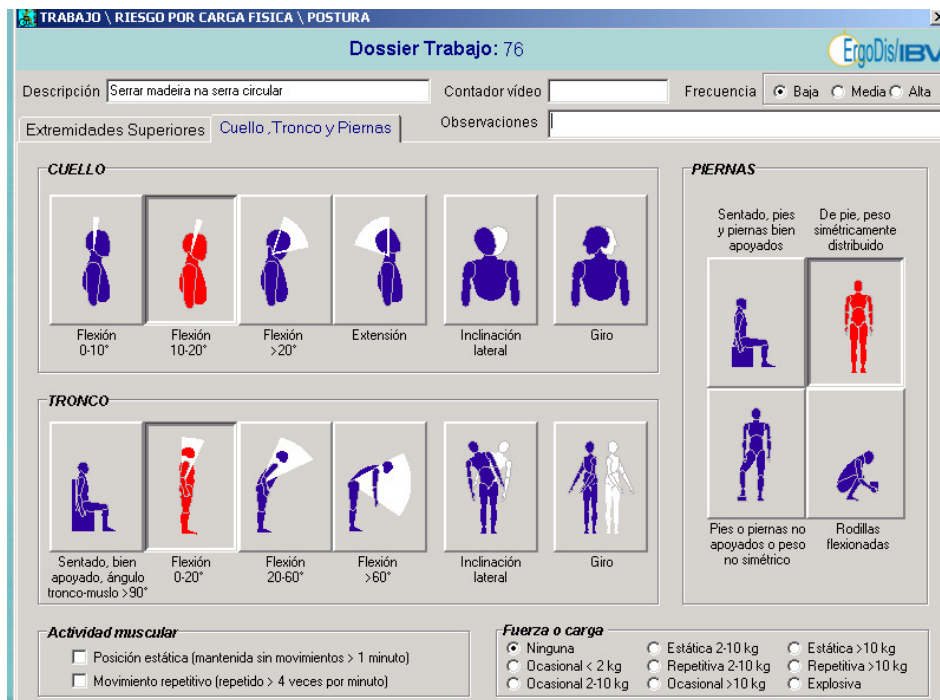 TRABAJO \ RIESGO POR CARGA FISICA \ POSTURA
Dossier Trabajo: 76
ErgoDis/IBV
Descripción Serrar madeira na serra circular Contador vídeo Frecuencia Baja Media Alta
Extremidades Superiores Cuello ,Tronco y Piernas Observaciones
CUELLO
Flexión
0-10°
Flexión
10-20°
Flexión
>20°
Extensión
Inclinación
lateral
Giro
PIERNAS
Sentado, pies
y piernas bien
apoyados
De pie, peso
simétricamente
distribuido
Pies o piernas no
apoyados o peso
no simétrico
Rodillas
flexionadas
TRONCO
Sentado, bien
apoyado, ángulo
tronco-muslo >90°
Flexión
0-20°
Flexión
20-60°
Flexión
>60°
Inclinación
lateral
Giro
Actividad muscular
Posición estática (mantenida sin movimientos > 1 minuto)
Movimiento repetitivo (repetido > 4 veces por minuto)
Fuerza o carga
Ninguna Estática 2-10 kg Estática >10 kg
Ocasional < 2 kg Repetitiva 2-10 kg Repetitiva >10 kg
Ocasional 2-10 kg Ocasional >10 kg Explosiva